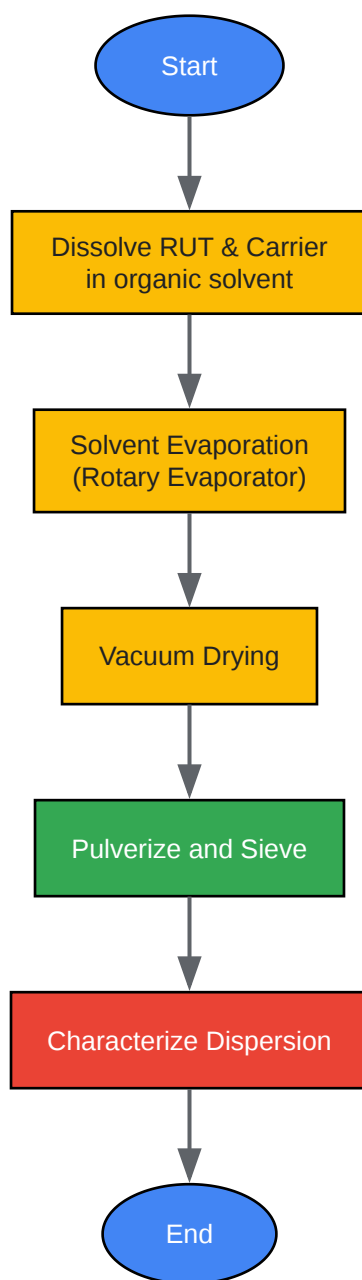 Start
Dissolve RUT & Carrier
in organic solvent
Solvent Evaporation
(Rotary Evaporator)
Vacuum Drying
Pulverize and Sieve
Characterize Dispersion
End